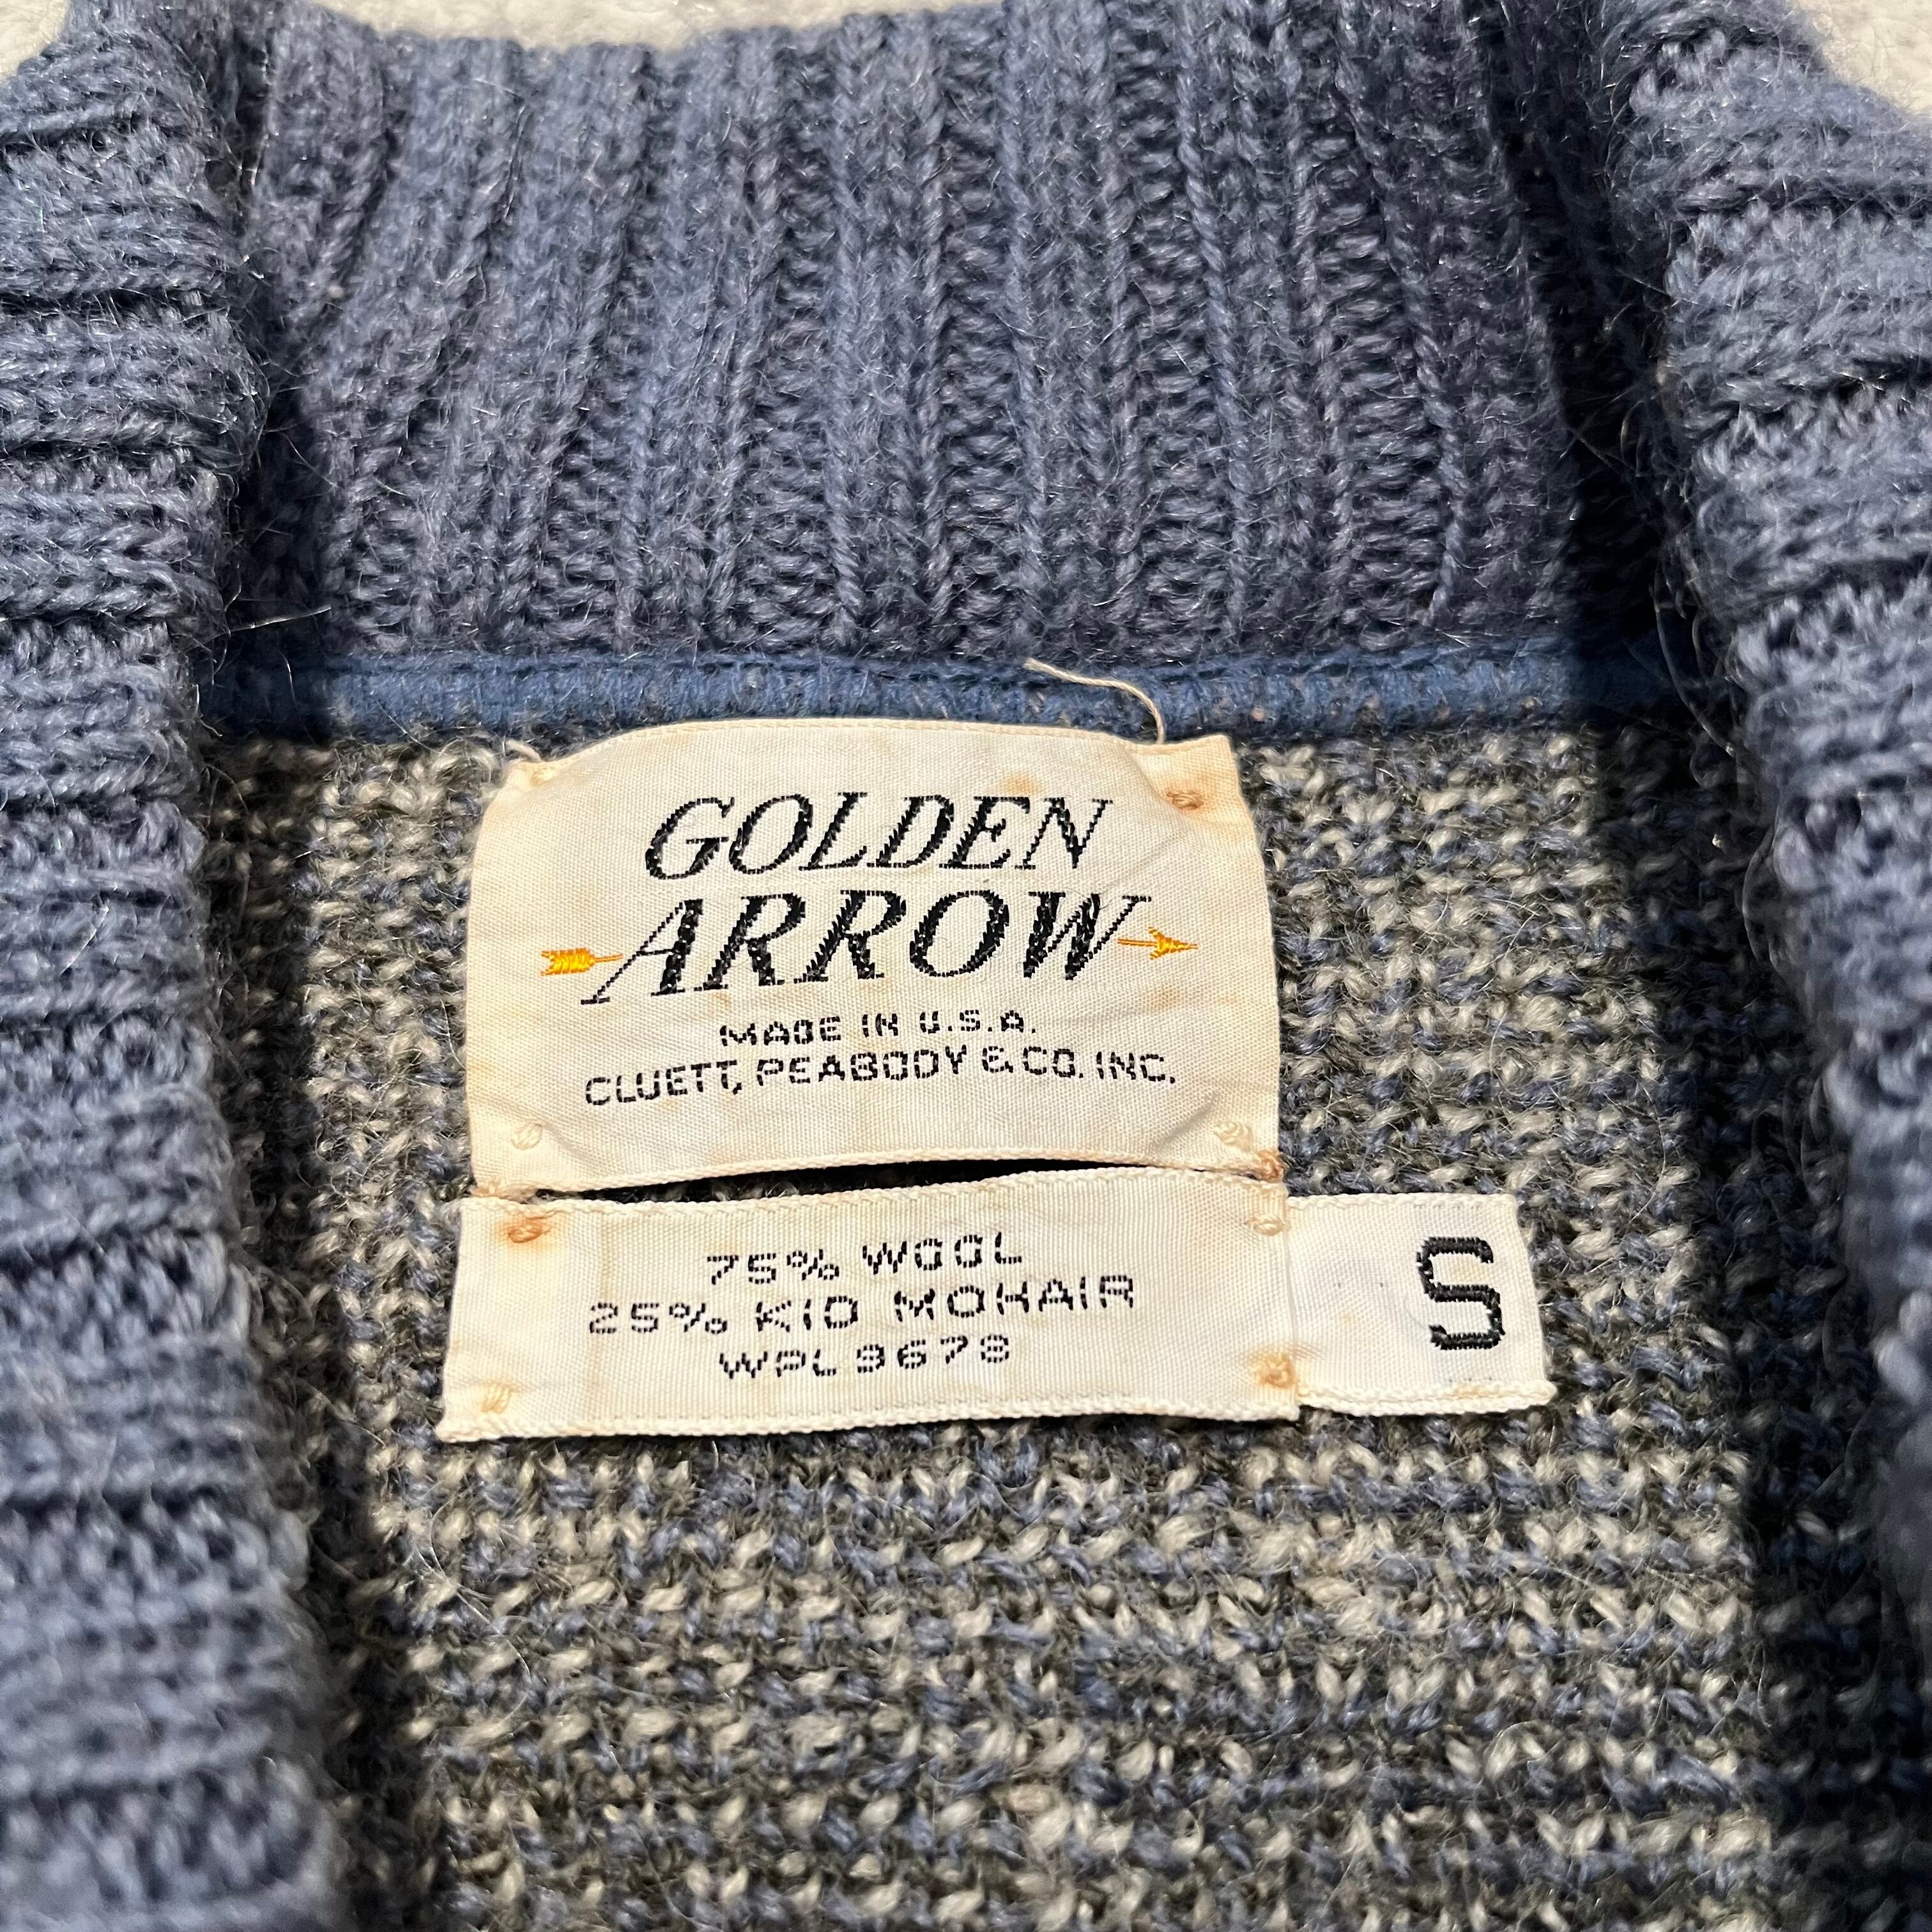 GOLDEN
ARROW
MADE IN U.S.A.
CLUETT, PEABODY & CO. INC.
75% WOOL
25% KID MOHAIR
WPL 9678
S